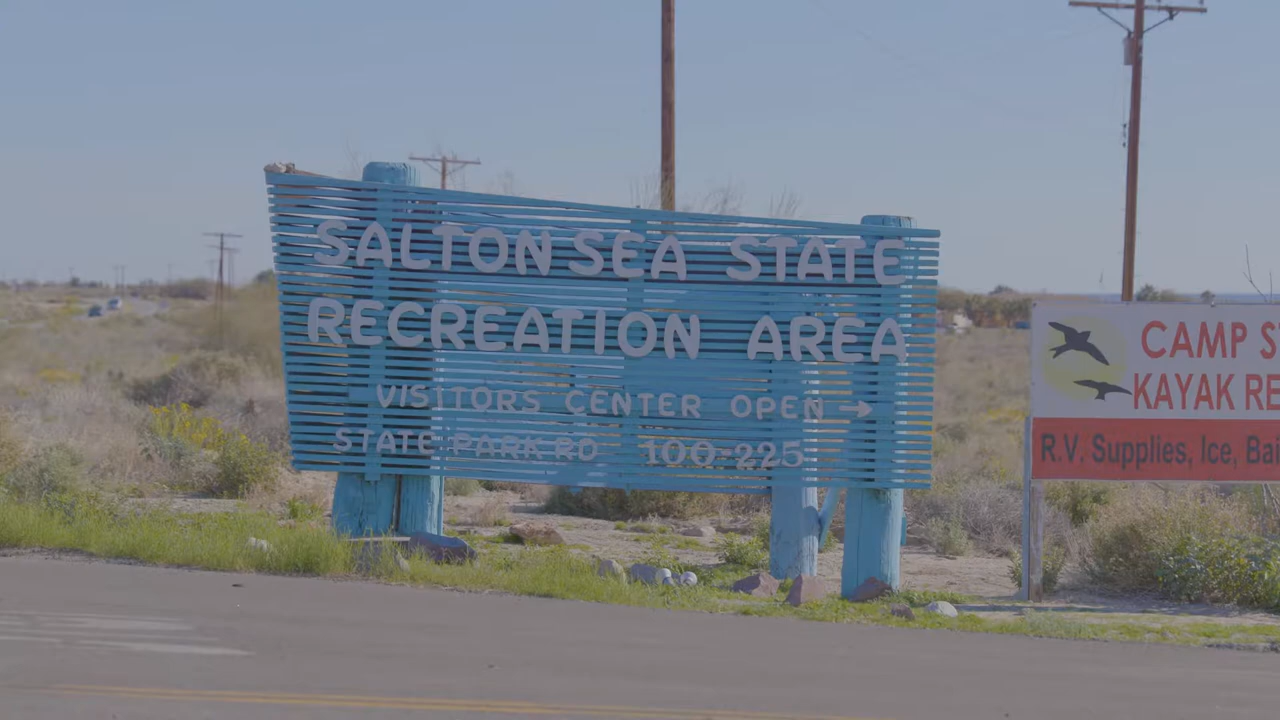 SALTON SEA STATE
RECREATION AREA
VISITORS CENTER OPEN →
STATE PARK RD 100-225
CAMP
KAYAK
R.V. Supplies, Ice,